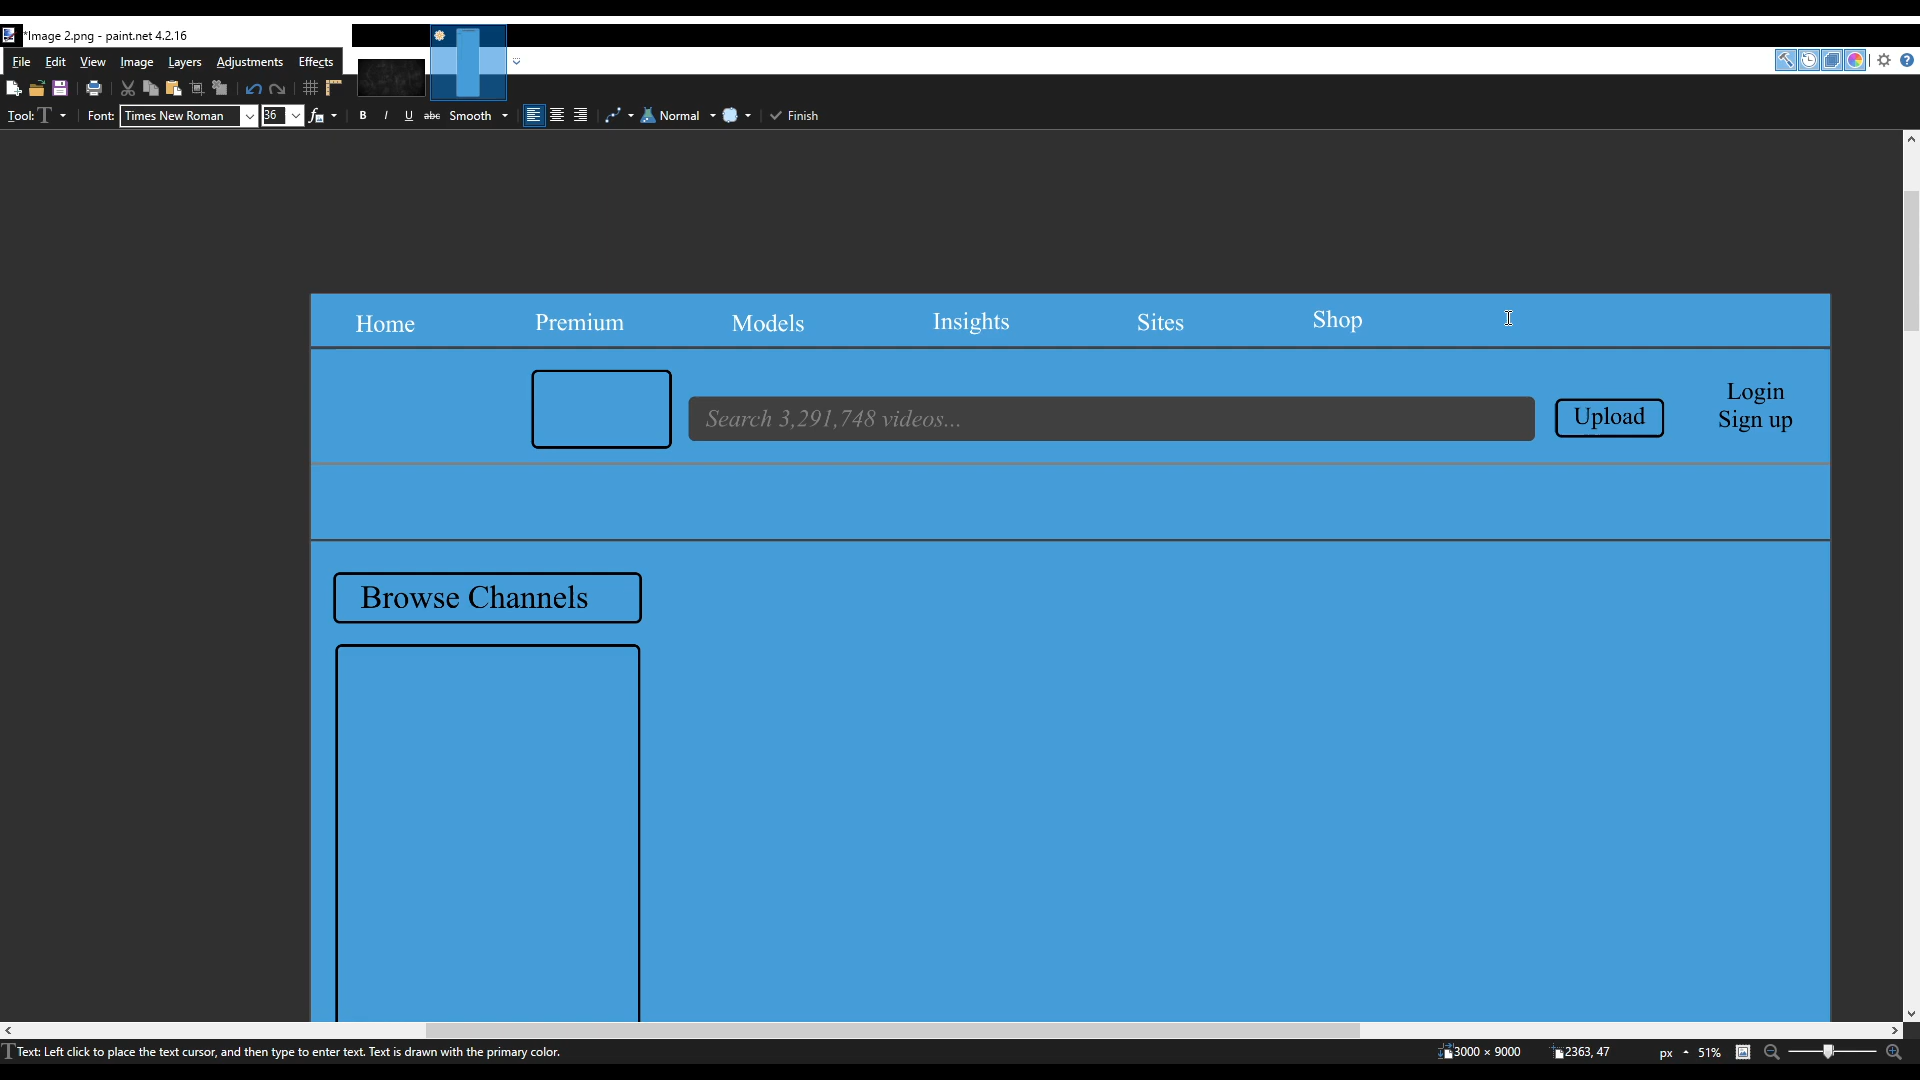 *Image 2.png - paint.net 4.2.16
File Edit View Image Layers Adjustments Effects
Tool: T Font: Times New Roman 36 fx B I U abc Smooth Normal Finish
Home Premium Models Insights Sites Shop
Search 3,291,748 videos...
Upload
Login
Sign up
Browse Channels
Text: Left click to place the text cursor, and then type to enter text. Text is drawn with the primary color.
3000 × 9000 2363, 47 px 51%